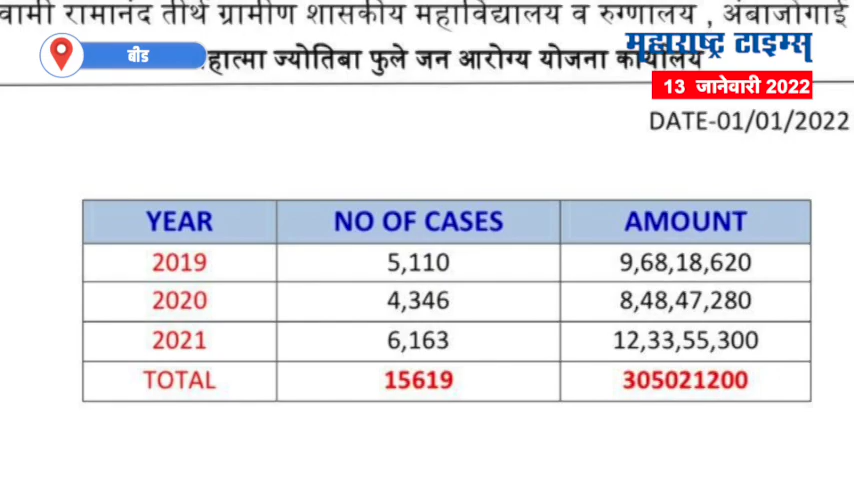 स्वामी रामानंद तीर्थ ग्रामीण शासकीय महाविद्यालय व रुग्णालय , अंबाजोगाई
महाराष्ट्र टाइम्स
बीड
महात्मा ज्योतिबा फुले जन आरोग्य योजना कार्यालय
13 जानेवारी 2022
DATE-01/01/2022
YEAR NO OF CASES AMOUNT
2019 5,110 9,68,18,620
2020 4,346 8,48,47,280
2021 6,163 12,33,55,300
TOTAL 15619 305021200